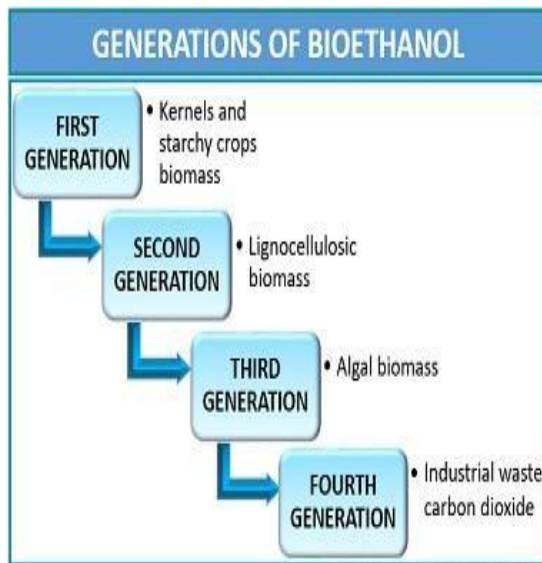 GENERATIONS OF BIOETHANOL
FIRST
GENERATION
• Kernels and
starchy crops
biomass
SECOND
GENERATION
• Lignocellulosic
biomass
THIRD
GENERATION
• Algal biomass
FOURTH
GENERATION
• Industrial waste
carbon dioxide